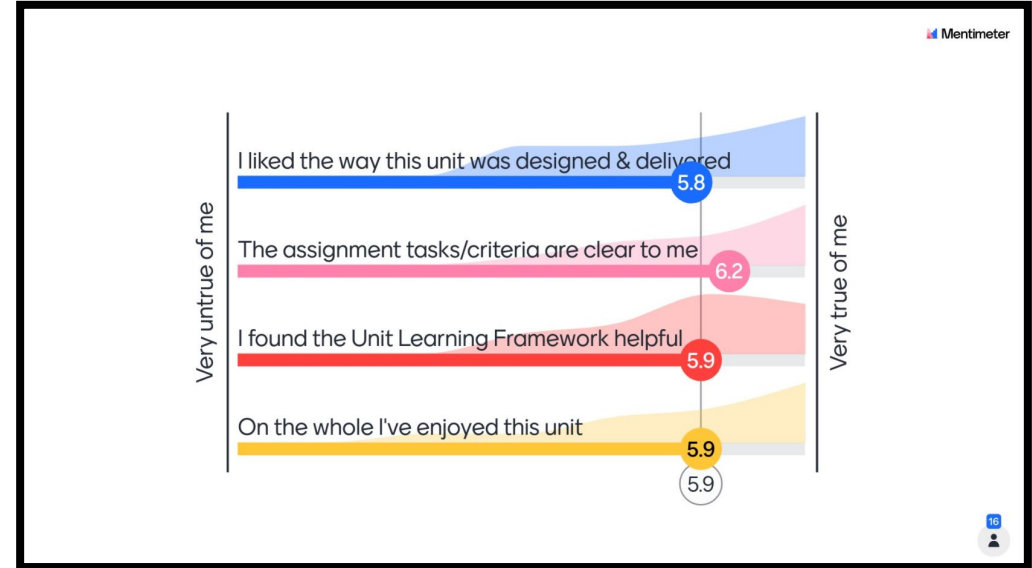 Mentimeter
Very untrue of me
I liked the way this unit was designed & delivered
5.8
The assignment tasks/criteria are clear to me
6.2
I found the Unit Learning Framework helpful
5.9
On the whole I've enjoyed this unit
5.9
5.9
Very true of me
16